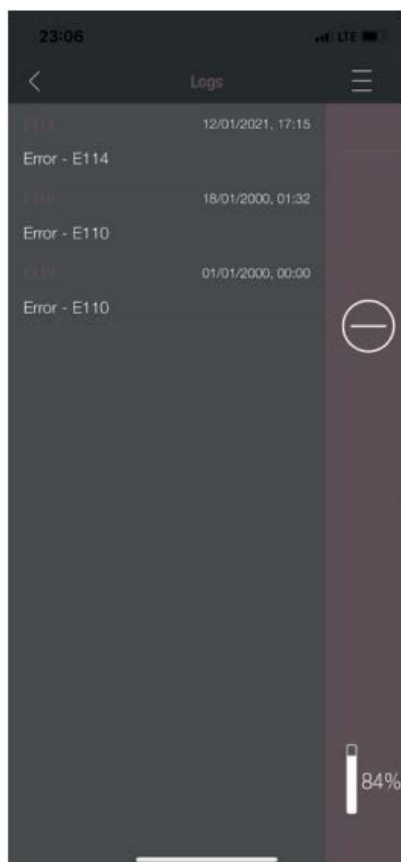 23:06
LTE
Logs
E114
12/01/2021, 17:15
Error - E114
18/01/2000, 01:32
Error - E110
01/01/2000, 00:00
Error - E110
84%